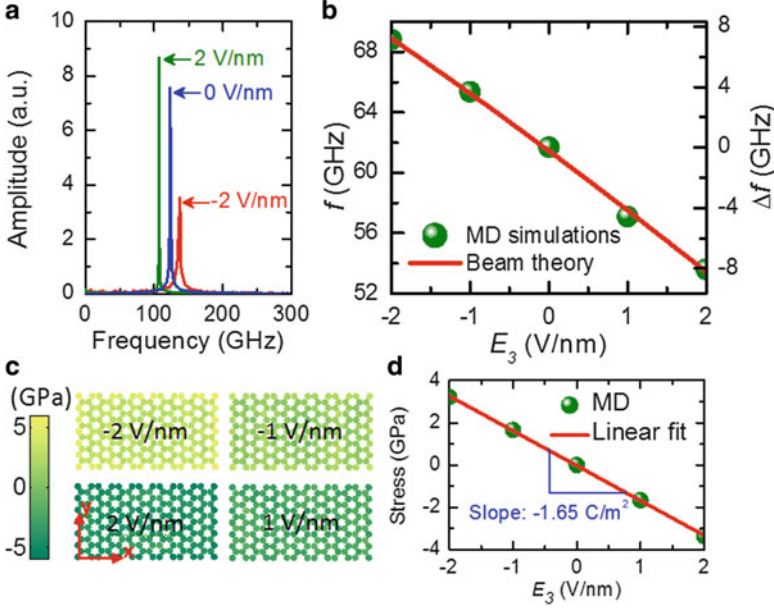 a
10
8
6
4
2
0
Amplitude (a.u.)
2 V/nm
0 V/nm
-2 V/nm
0
100
200
300
Frequency (GHz)
b
68
64
60
56
52
f (GHz)
8
4
0
-4
-8
Δf (GHz)
MD simulations
Beam theory
-2
-1
0
1
2
E3 (V/nm)
c
(GPa)
5
0
-5
-2 V/nm
-1 V/nm
2 V/nm
1 V/nm
y
x
d
4
2
0
-2
-4
Stress (GPa)
MD
Linear fit
Slope: -1.65 C/m²
-2
-1
0
1
2
E3 (V/nm)